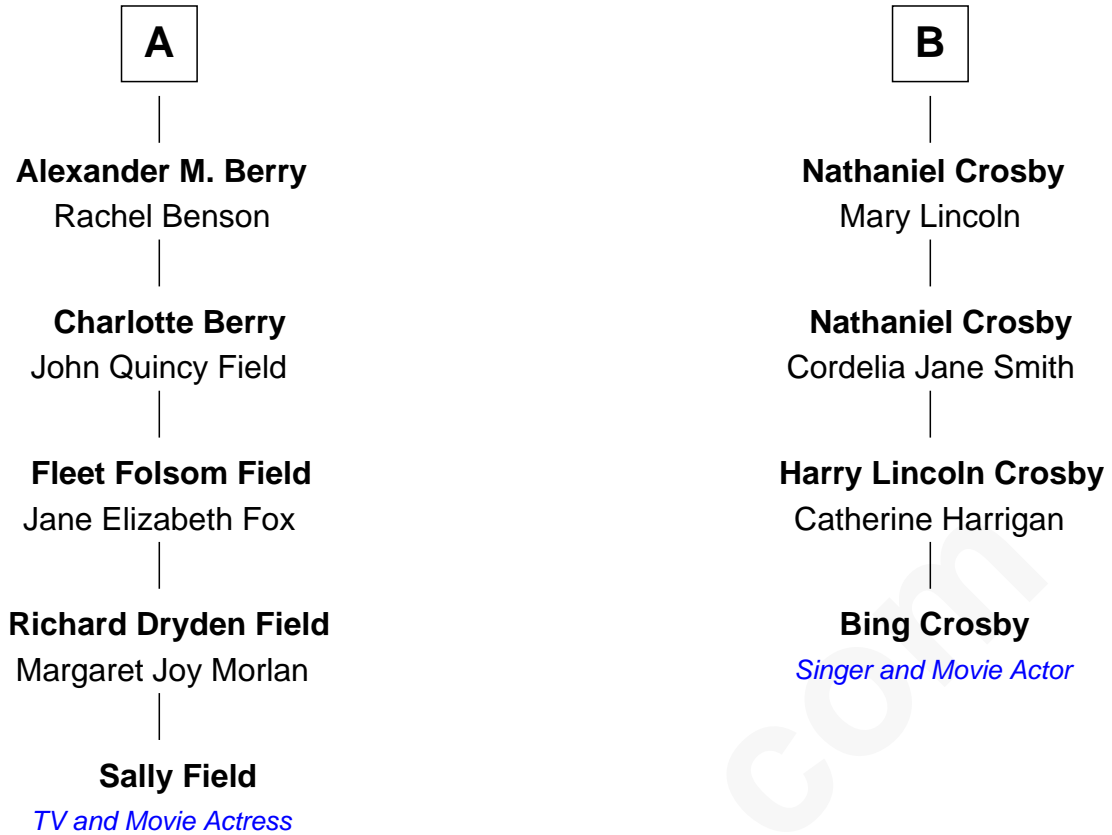 A
Alexander M. Berry
Rachel Benson
Charlotte Berry
John Quincy Field
Fleet Folsom Field
Jane Elizabeth Fox
Richard Dryden Field
Margaret Joy Morlan
Sally Field
TV and Movie Actress
B
Nathaniel Crosby
Mary Lincoln
Nathaniel Crosby
Cordelia Jane Smith
Harry Lincoln Crosby
Catherine Harrigan
Bing Crosby
Singer and Movie Actor
com